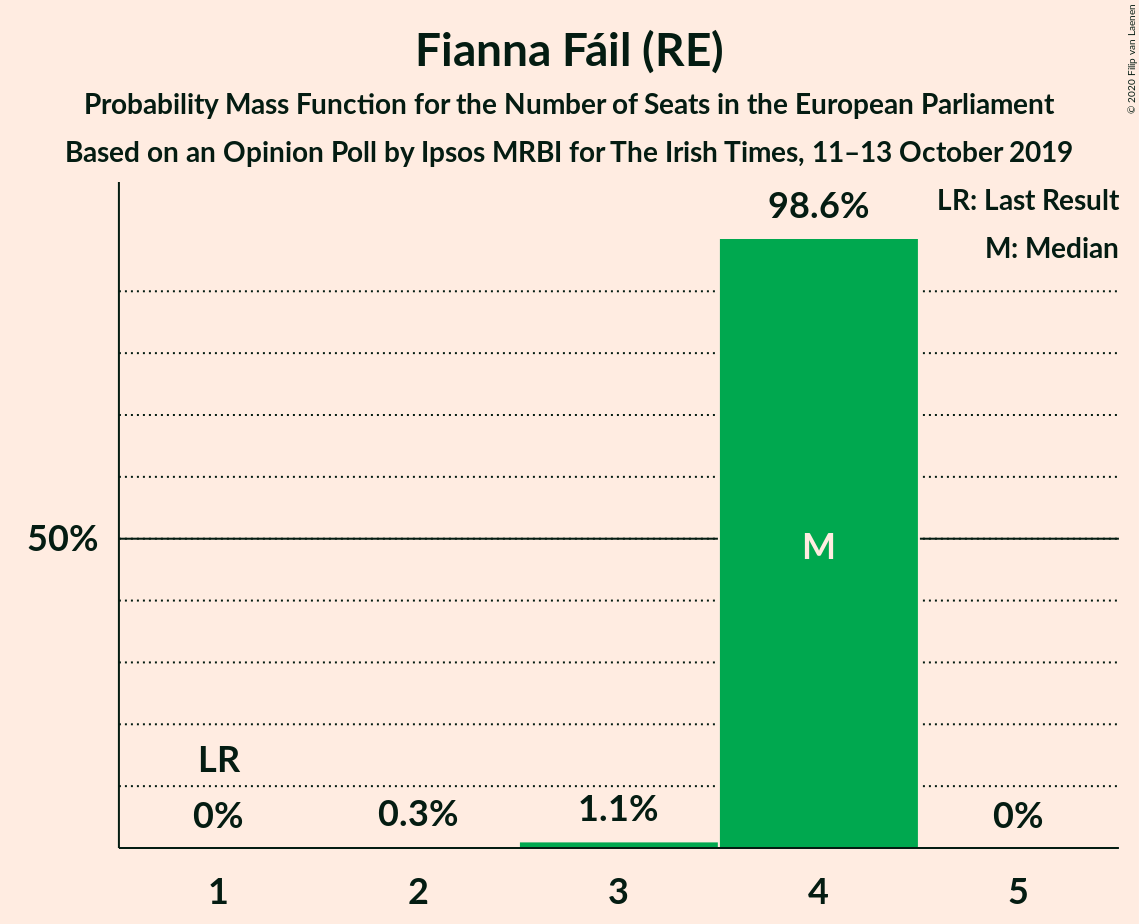 Fianna Fáil (RE)
Probability Mass Function for the Number of Seats in the European Parliament
Based on an Opinion Poll by Ipsos MRBI for The Irish Times, 11–13 October 2019
© 2020 Filip van Laenen
98.6%
LR: Last Result
M: Median
50%
M
LR
0%
0.3%
1.1%
0%
1 2 3 4 5